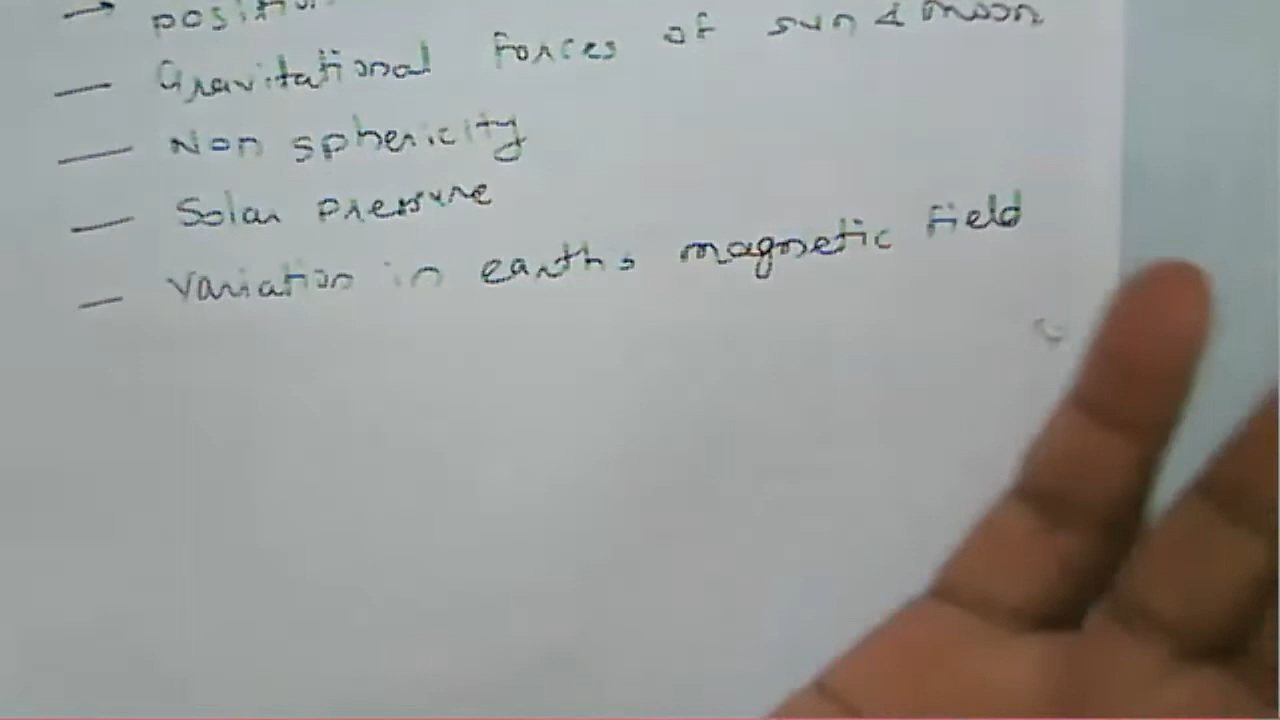 →
— Gravitational Forces of sun & moon
— Non sphericity
— Solar pressure
— Variation in earth's magnetic Field